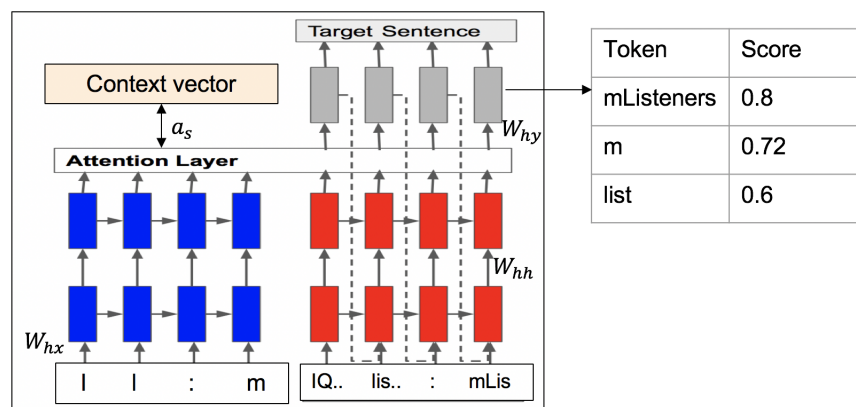 Target Sentence
Context vector
a_s
W_hy
Attention Layer
W_hh
W_hx
I I : m
IQ.. lis.. : mLis
Token Score
mListeners 0.8
m 0.72
list 0.6